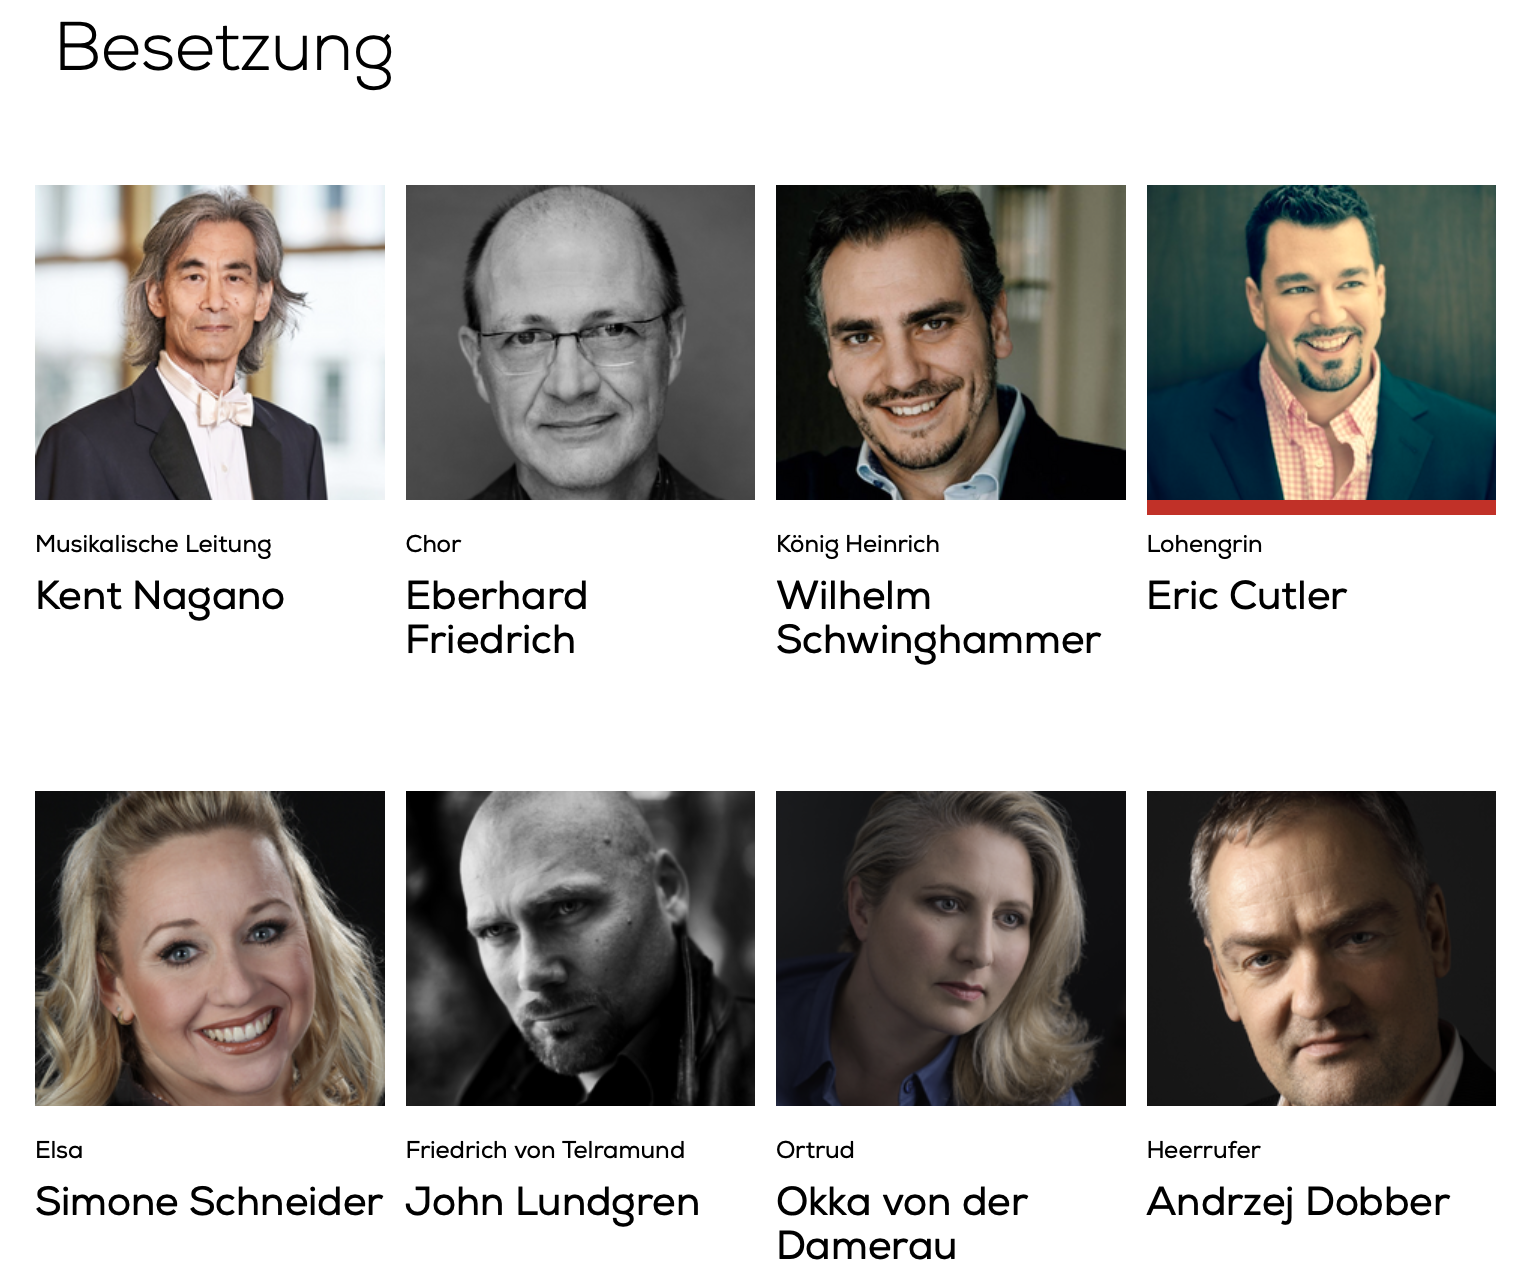 Besetzung
Musikalische Leitung
Kent Nagano
Chor
Eberhard
Friedrich
König Heinrich
Wilhelm
Schwinghammer
Lohengrin
Eric Cutler
Elsa
Simone Schneider
Friedrich von Telramund
John Lundgren
Ortrud
Okka von der
Damerau
Heerrufer
Andrzej Dobber